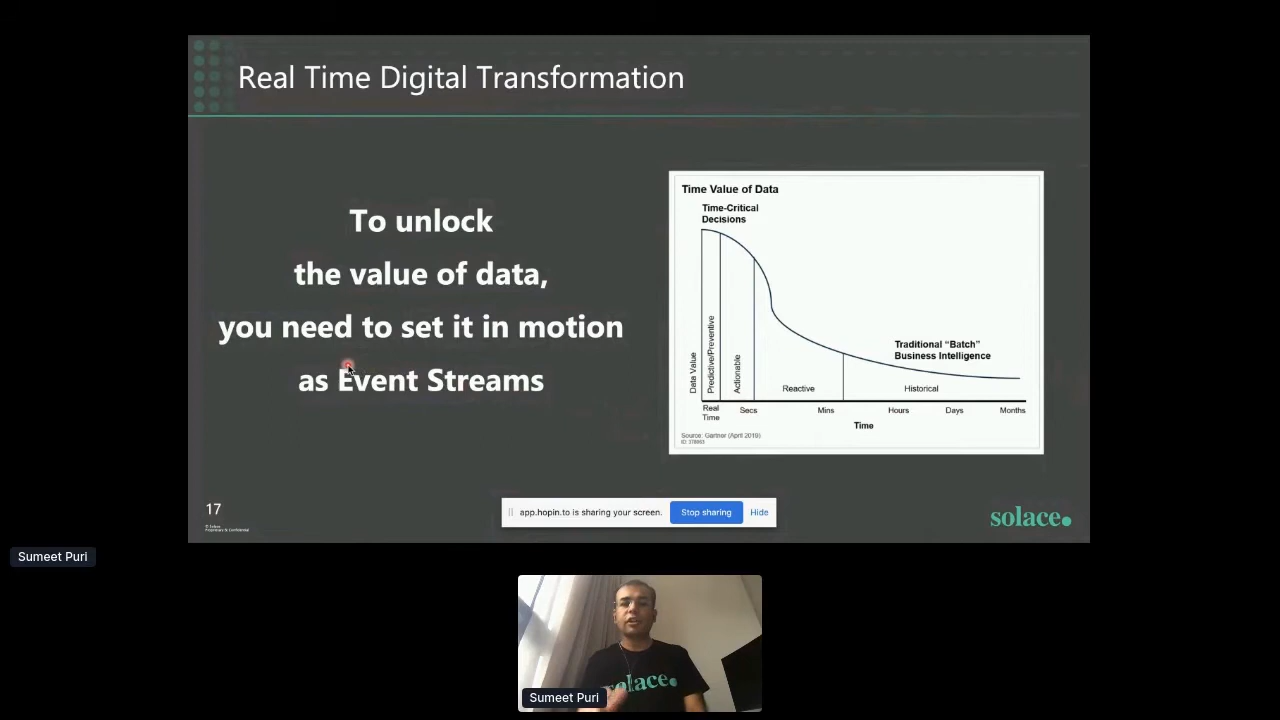 Real Time Digital Transformation
To unlock
the value of data,
you need to set it in motion
as Event Streams
Time Value of Data
Time-Critical
Decisions
Data Value
Predictive/Preventive
Actionable
Reactive
Historical
Traditional “Batch”
Business Intelligence
Real
Time
Secs
Mins
Hours
Days
Months
Time
Source: Gartner (April 2019)
17
Proprietary & Confidential
app.hopin.to is sharing your screen.
Stop sharing
Hide
solace.
Sumeet Puri
solace.
Sumeet Puri